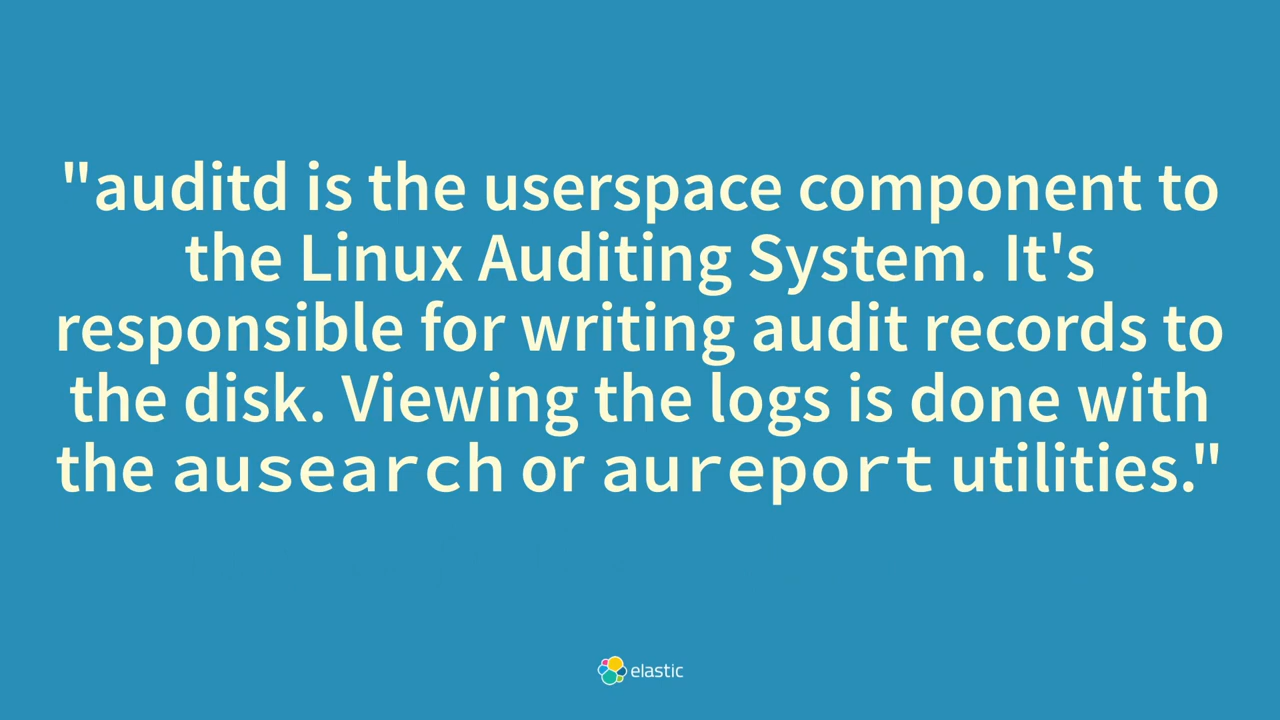 "auditd is the userspace component to
the Linux Auditing System. It's
responsible for writing audit records to
the disk. Viewing the logs is done with
the ausearch or aureport utilities."
elastic